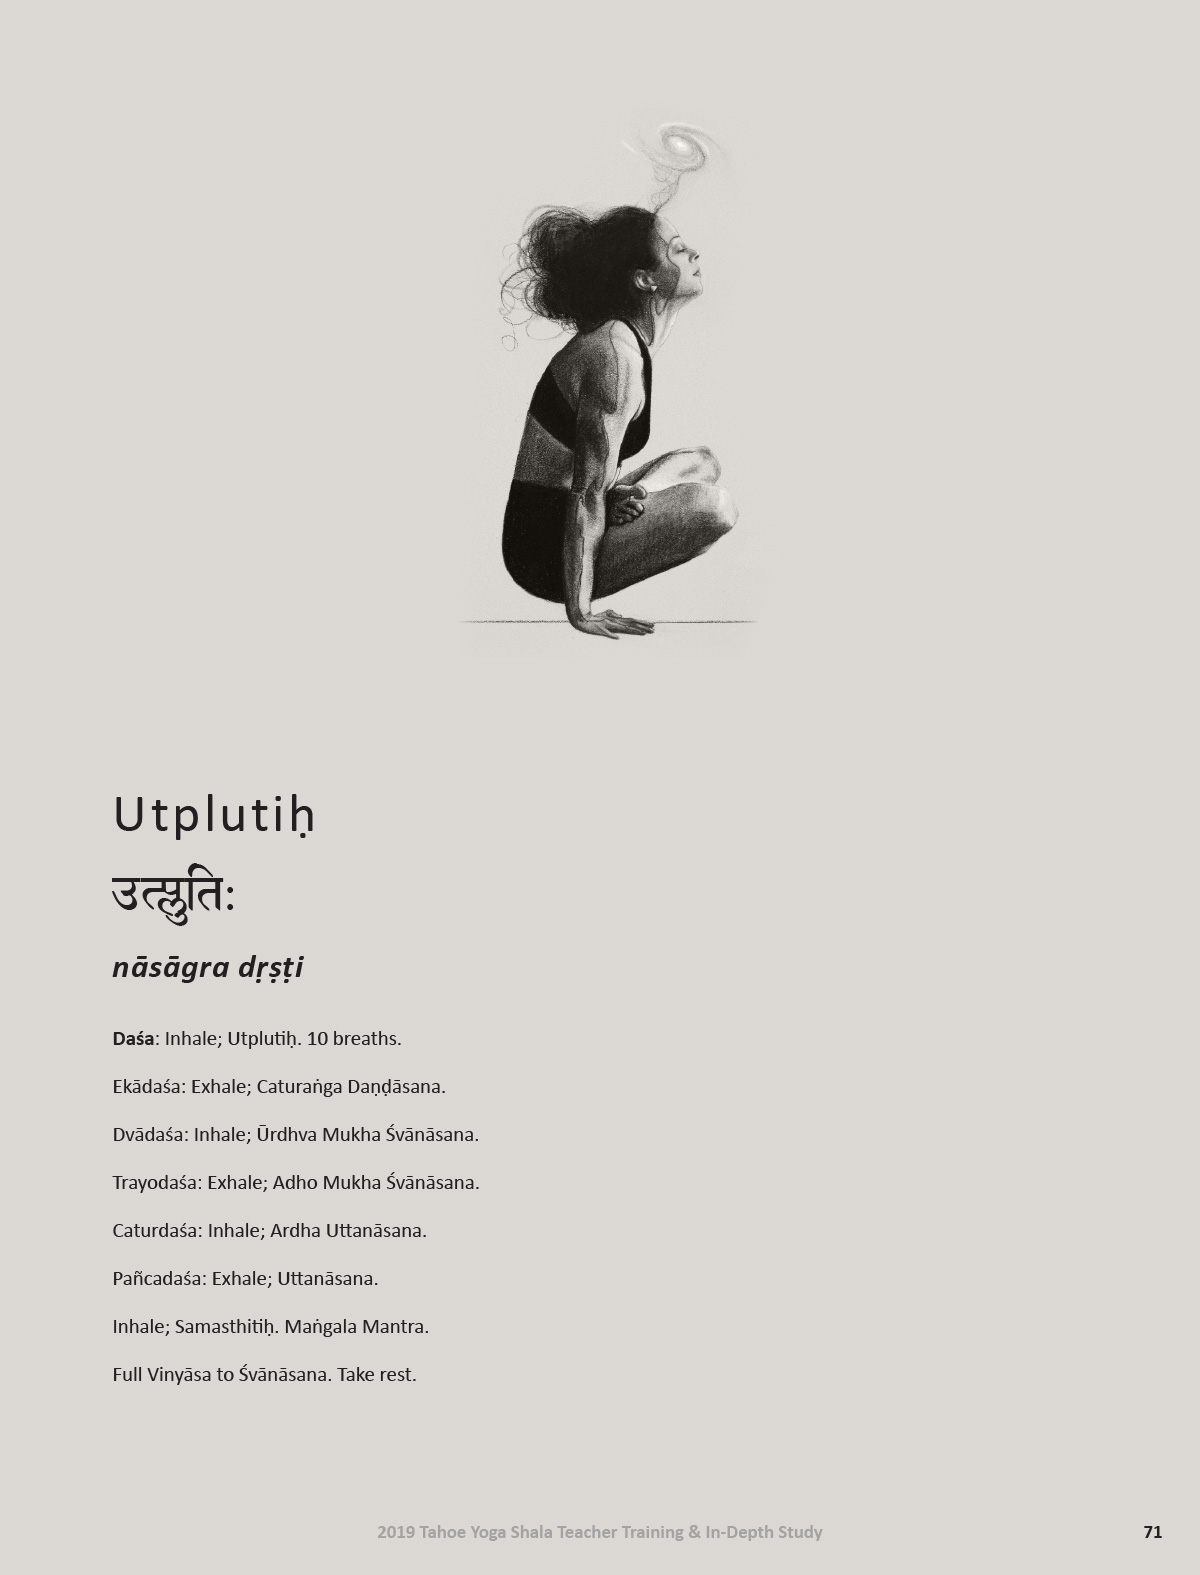 Utplutiḥ
उत्प्लुतिः
nāsāgra dṛṣṭi
Daśa: Inhale; Utplutiḥ. 10 breaths.
Ekādaśa: Exhale; Caturaṅga Daṇḍāsana.
Dvādaśa: Inhale; Ūrdhva Mukha Śvānāsana.
Trayodaśa: Exhale; Adho Mukha Śvānāsana.
Caturdaśa: Inhale; Ardha Uttanāsana.
Pañcadaśa: Exhale; Uttanāsana.
Inhale; Samasthitiḥ. Maṅgala Mantra.
Full Vinyāsa to Śvānāsana. Take rest.
2019 Tahoe Yoga Shala Teacher Training & In-Depth Study
71